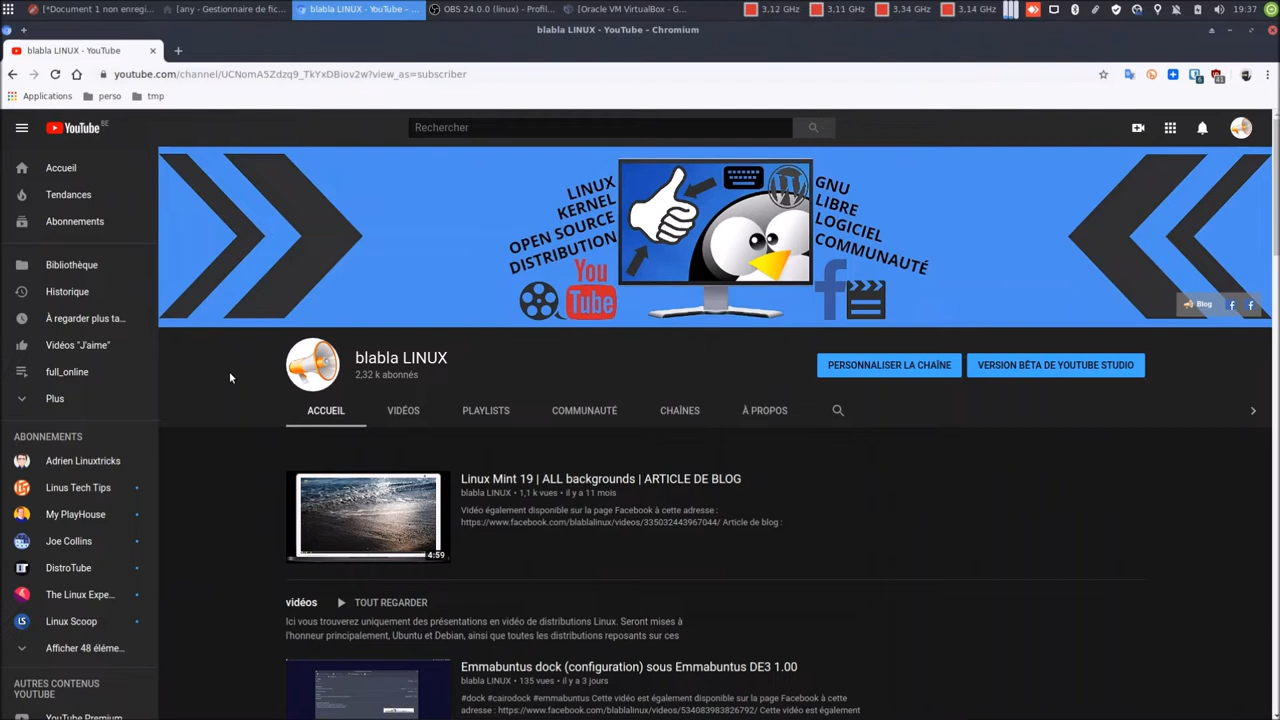 [*Document 1 non enregi...
[any - Gestionnaire de fic...
blabla LINUX - YouTube - ...
OBS 24.0.0 (linux) - Profil...
[Oracle VM VirtualBox - G...
3.12 GHz
3,11 GHz
3,34 GHz
3.14 GHz
19:37
blabla LINUX - YouTube - Chromium
blabla LINUX - YouTube
youtube.com/channel/UCNomA5Zdzq9_TkYxDBiov2w?view_as=subscriber
Applications
perso
tmp
YouTube BE
Rechercher
Accueil
Tendances
Abonnements
Bibliothèque
Historique
À regarder plus ta...
Vidéos "J'aime"
full_online
Plus
ABONNEMENTS
Adrien Linuxtricks
Linus Tech Tips
My PlayHouse
Joe Collins
DistroTube
The Linux Expe...
Linux Scoop
Afficher 48 éléme...
AUTRES CONTENUS
YOUTUBE
YouTube Premium
LINUX
KERNEL
OPEN SOURCE
DISTRIBUTION
You
Tube
GNU
LIBRE
LOGICIEL
COMMUNAUTÉ
Blog
blabla LINUX
2,32 k abonnés
PERSONNALISER LA CHAÎNE
VERSION BÊTA DE YOUTUBE STUDIO
ACCUEIL
VIDÉOS
PLAYLISTS
COMMUNAUTÉ
CHAÎNES
À PROPOS
4:59
Linux Mint 19 | ALL backgrounds | ARTICLE DE BLOG
blabla LINUX • 1,1 k vues • il y a 11 mois
Vidéo également disponible sur la page Facebook à cette adresse :
https://www.facebook.com/blablalinux/videos/335032443967044/ Article de blog :
vidéos
TOUT REGARDER
Ici vous trouverez uniquement des présentations en vidéo de distributions Linux. Seront mises à
l'honneur principalement, Ubuntu et Debian, ainsi que toutes les distributions reposant sur ces
Emmabuntus dock (configuration) sous Emmabuntus DE3 1.00
blabla LINUX • 135 vues • il y a 3 jours
#dock #cairodock #emmabuntus Cette vidéo est également disponible sur la page Facebook à cette
adresse : https://www.facebook.com/blablalinux/videos/534083983826792/ Cette vidéo est également